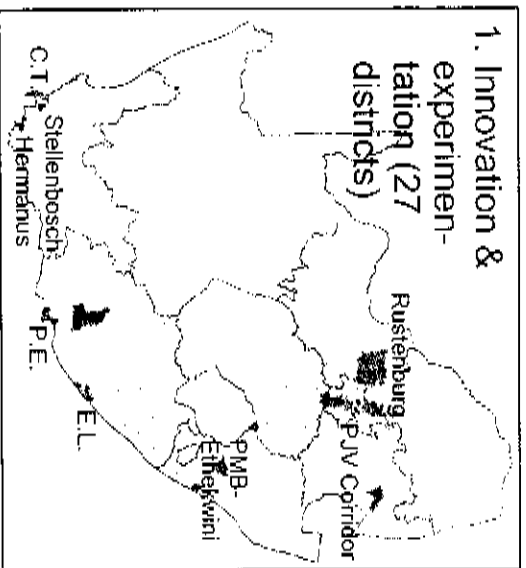 1. Innovation &
experimen-
tation (27
districts)
Rustenburg
PJV Corridor
PMB-
Ethekwini
E.L.
P.E.
C.T.
Stellenbosch
Hermanus